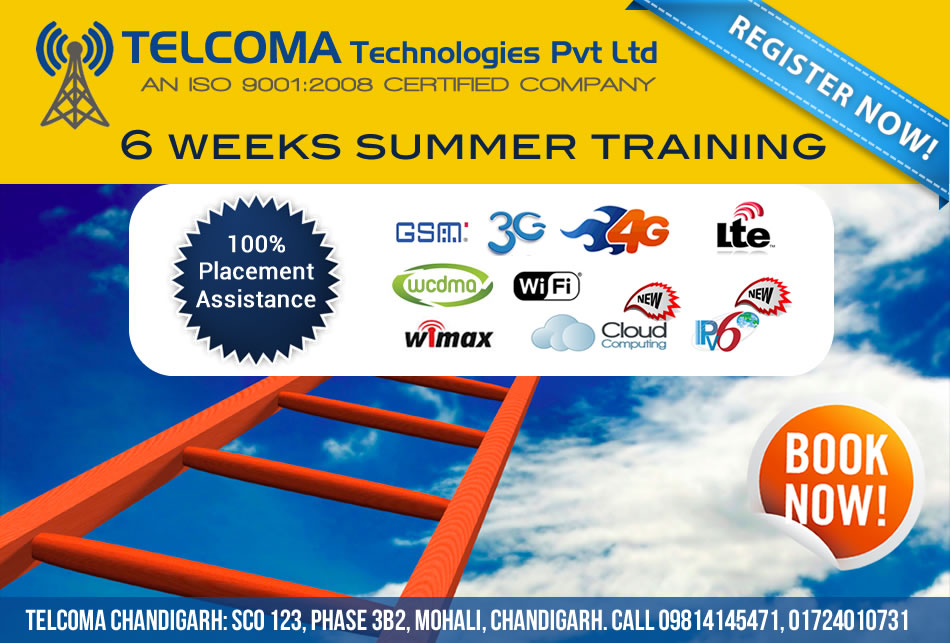 TELCOMA Technologies Pvt Ltd
AN ISO 9001:2008 CERTIFIED COMPANY
REGISTER NOW!
6 WEEKS SUMMER TRAINING
100%
Placement
Assistance
GSM
3G
4G
Lte
wcdma
WiFi
NEW
NEW
wimax
Cloud
Computing
IPv6
BOOK
NOW!
TELCOMA CHANDIGARH: SCO 123, PHASE 3B2, MOHALI, CHANDIGARH. CALL 09814145471, 01724010731